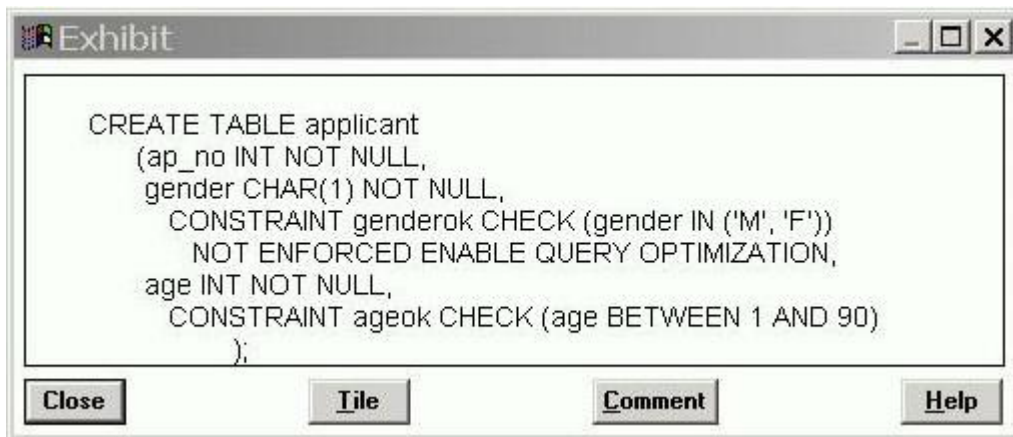 Exhibit
CREATE TABLE applicant
(ap_no INT NOT NULL,
gender CHAR(1) NOT NULL,
CONSTRAINT genderok CHECK (gender IN ('M', 'F'))
NOT ENFORCED ENABLE QUERY OPTIMIZATION,
age INT NOT NULL,
CONSTRAINT ageok CHECK (age BETWEEN 1 AND 90)
);
Close Tile Comment Help